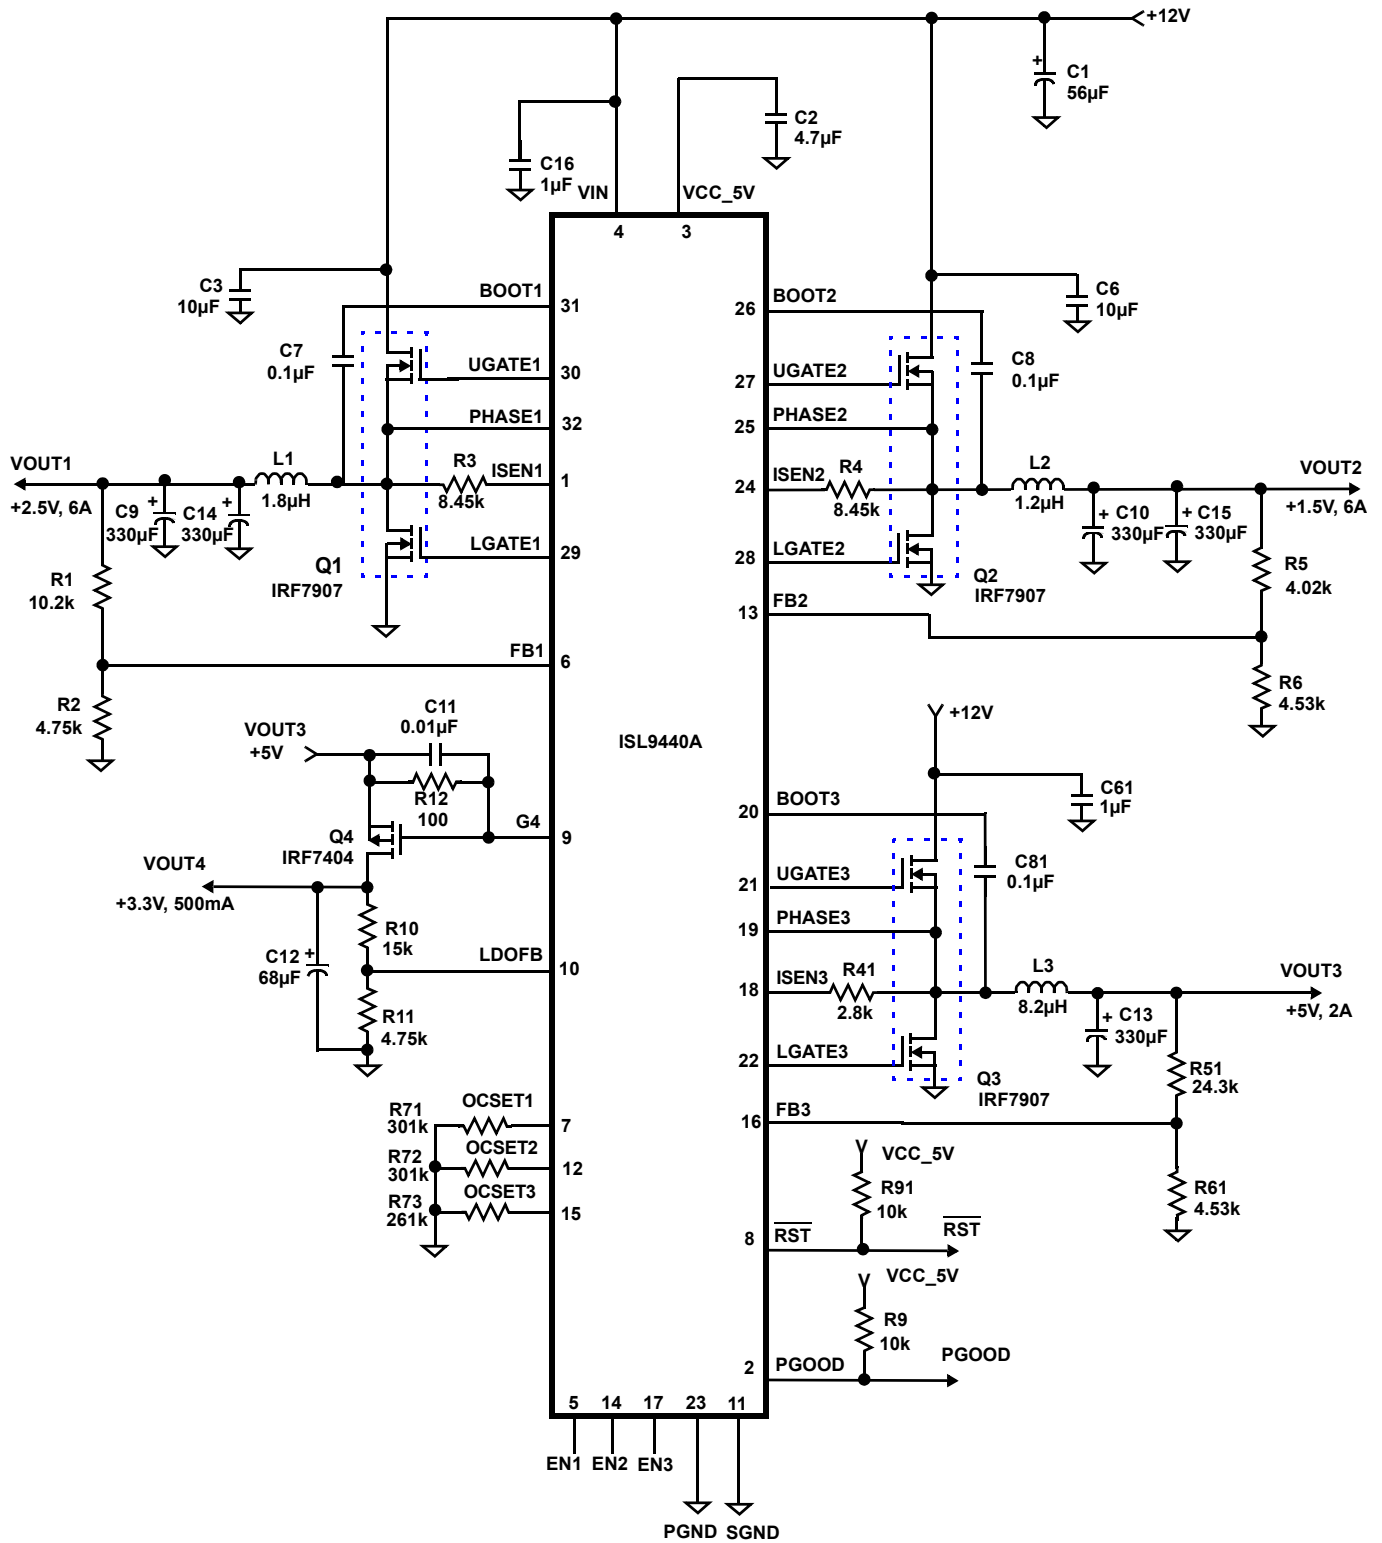 +12V
C1
56µF
C2
4.7µF
C16
1µF
VIN
VCC_5V
4
3
C3
10µF
BOOT1
31
C7
0.1µF
UGATE1
30
PHASE1
32
VOUT1
+2.5V, 6A
L1
1.8µH
R3
8.45k
ISEN1
1
C9
330µF
C14
330µF
Q1
IRF7907
LGATE1
29
R1
10.2k
FB1
6
R2
4.75k
C11
0.01µF
VOUT3
+5V
R12
100
G4
9
Q4
IRF7404
VOUT4
+3.3V, 500mA
R10
15k
C12
68µF
LDOFB
10
R11
4.75k
OCSET1
R71
301k
7
OCSET2
R72
301k
12
OCSET3
R73
261k
15
ISL9440A
26
BOOT2
C6
10µF
C8
0.1µF
UGATE2
27
PHASE2
25
ISEN2
24
R4
8.45k
L2
1.2µH
VOUT2
+1.5V, 6A
C10
330µF
C15
330µF
LGATE2
28
Q2
IRF7907
R5
4.02k
FB2
13
R6
4.53k
+12V
C61
1µF
BOOT3
20
C81
0.1µF
UGATE3
21
PHASE3
19
ISEN3
18
R41
2.8k
L3
8.2µH
VOUT3
+5V, 2A
C13
330µF
LGATE3
22
Q3
IRF7907
R51
24.3k
FB3
16
R61
4.53k
VCC_5V
R91
10k
8
RST
RST
VCC_5V
R9
10k
2
PGOOD
PGOOD
5
14
17
23
11
EN1
EN2
EN3
PGND
SGND
+
+
+
+
+
+
+